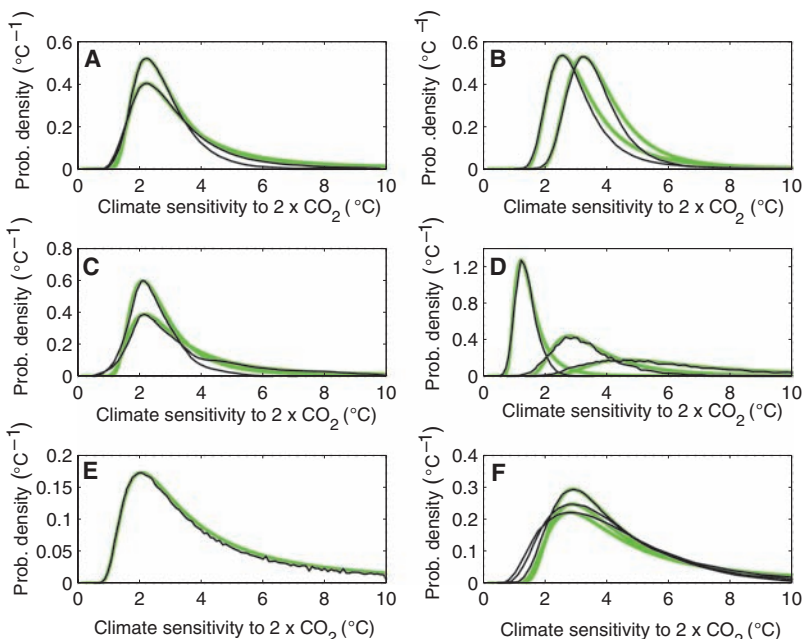 A
Prob. density (°C⁻¹)
0.6
0.4
0.2
0
0 2 4 6 8 10
Climate sensitivity to 2 x CO₂ (°C)
B
Prob .density (°C⁻¹)
0.6
0.4
0.2
0
0 2 4 6 8 10
Climate sensitivity to 2 x CO₂ (°C)
C
Prob. density (°C⁻¹)
0.8
0.6
0.4
0.2
0
0 2 4 6 8 10
Climate sensitivity to 2 x CO₂ (°C)
D
Prob. density (°C⁻¹)
1.2
0.8
0.4
0
0 2 4 6 8 10
Climate sensitivity to 2 x CO₂ (°C)
E
Prob. density (°C⁻¹)
0.2
0.15
0.1
0.05
0
0 2 4 6 8 10
Climate sensitivity to 2 x CO₂ (°C)
F
Prob. density (°C⁻¹)
0.4
0.3
0.2
0.1
0
0 2 4 6 8 10
Climate sensitivity to 2 x CO₂ (°C)